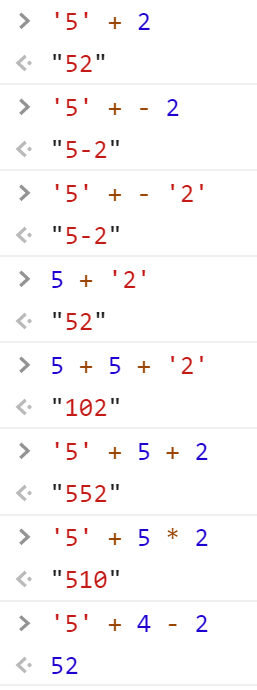 > '5' + 2
< "52"
> '5' + - 2
< "5-2"
> '5' + - '2'
< "5-2"
> 5 + '2'
< "52"
> 5 + 5 + '2'
< "102"
> '5' + 5 + 2
< "552"
> '5' + 5 * 2
< "510"
> '5' + 4 - 2
< 52